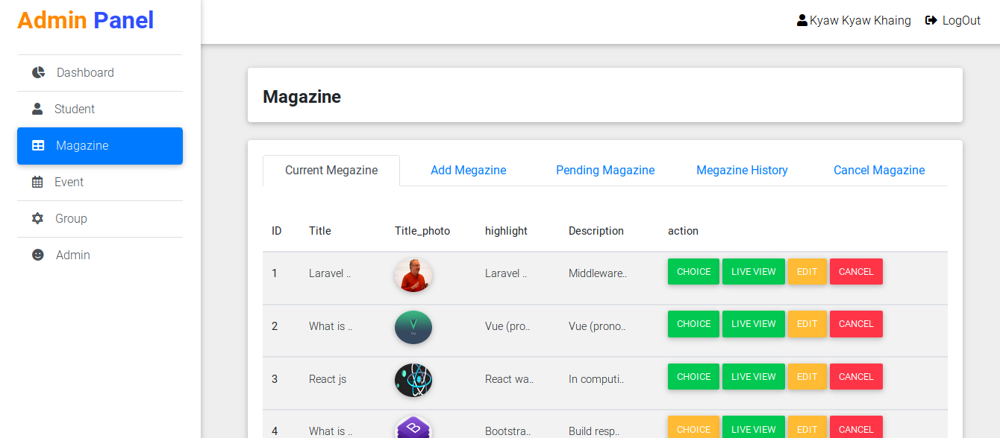 Admin Panel
Kyaw Kyaw Khaing LogOut
Dashboard
Student
Magazine
Event
Group
Admin
Magazine
Current Megazine Add Megazine Pending Magazine Megazine History Cancel Magazine
ID Title Title_photo highlight Description action
1 Laravel .. Laravel .. Middleware.. CHOICE LIVE VIEW EDIT CANCEL
2 What is .. Vue (pro.. Vue (prono.. CHOICE LIVE VIEW EDIT CANCEL
3 React js React wa.. In computi.. CHOICE LIVE VIEW EDIT CANCEL
4 What is .. B Bootstra.. Build resp.. CHOICE LIVE VIEW EDIT CANCEL